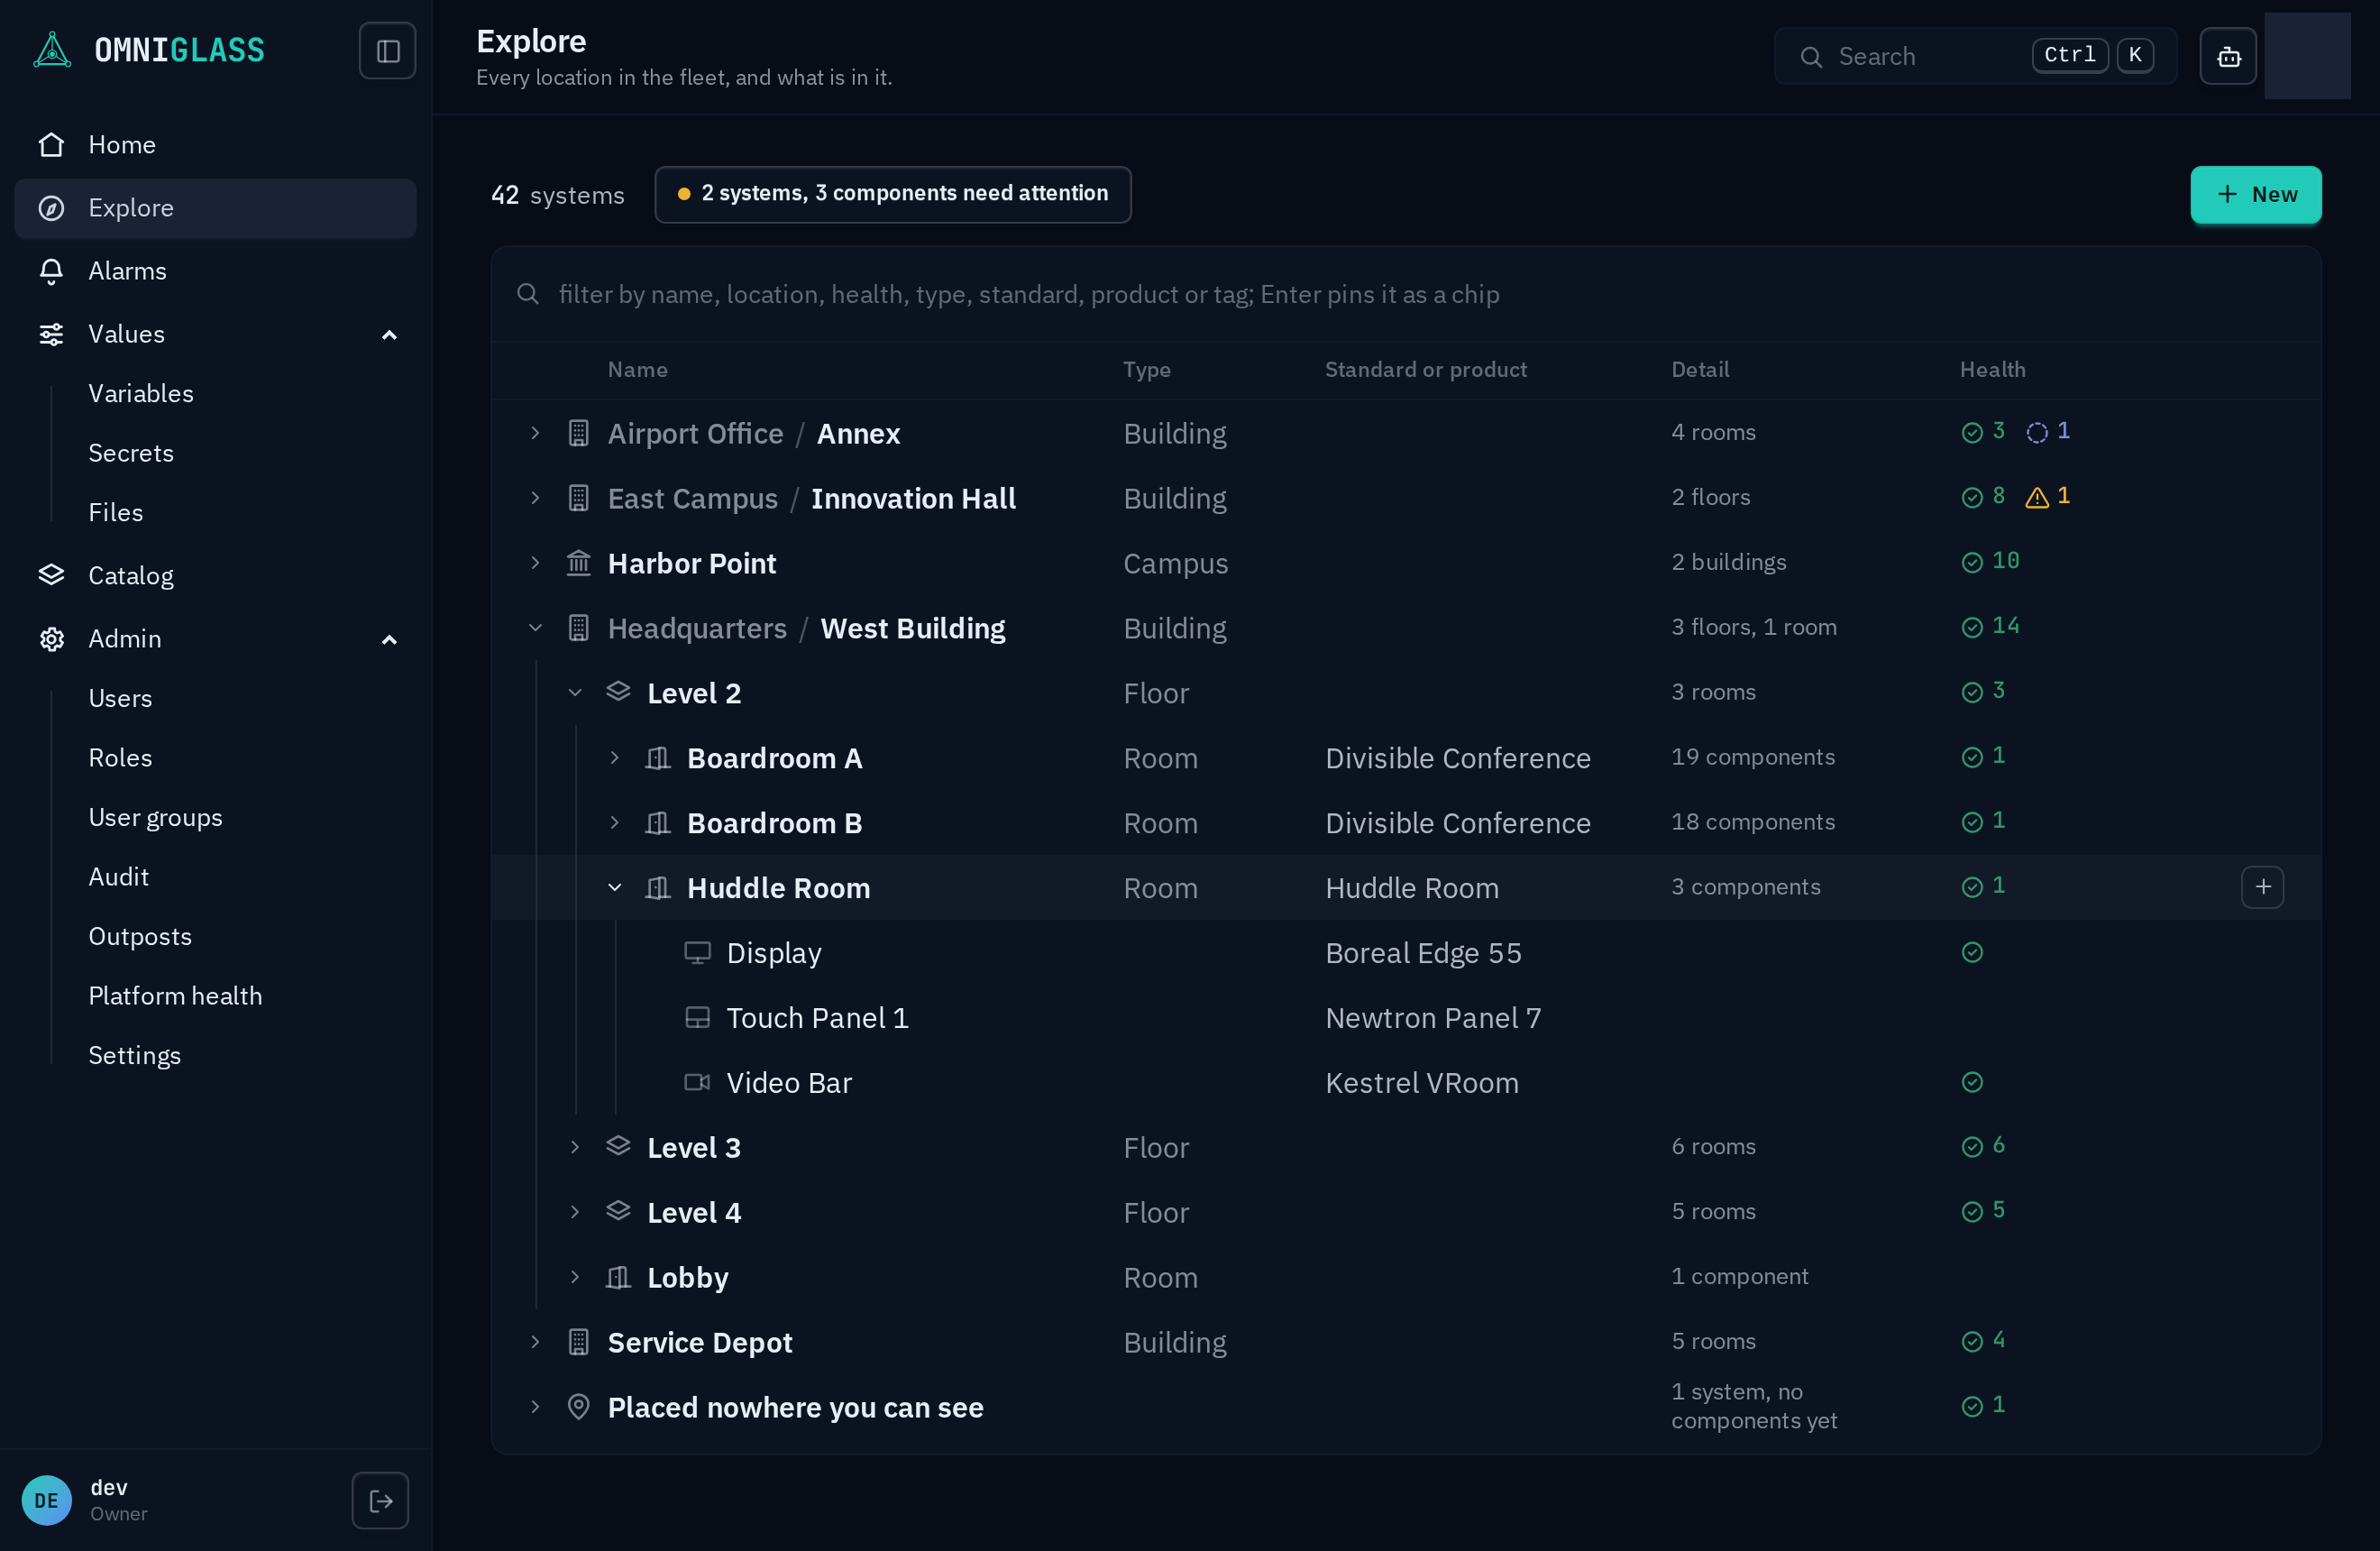 OMNIGLASS
Home
Explore
Alarms
Values
Variables
Secrets
Files
Catalog
Admin
Users
Roles
User groups
Audit
Outposts
Platform health
Settings
DE
dev
Owner
Explore
Every location in the fleet, and what is in it.
Search Ctrl K
42 systems
2 systems, 3 components need attention
New
filter by name, location, health, type, standard, product or tag; Enter pins it as a chip
Name Type Standard or product Detail Health
Airport Office / Annex Building 4 rooms 3 1
East Campus / Innovation Hall Building 2 floors 8 1
Harbor Point Campus 2 buildings 10
Headquarters / West Building Building 3 floors, 1 room 14
Level 2 Floor 3 rooms 3
Boardroom A Room Divisible Conference 19 components 1
Boardroom B Room Divisible Conference 18 components 1
Huddle Room Room Huddle Room 3 components 1
Display Boreal Edge 55
Touch Panel 1 Newtron Panel 7
Video Bar Kestrel VRoom
Level 3 Floor 6 rooms 6
Level 4 Floor 5 rooms 5
Lobby Room 1 component
Service Depot Building 5 rooms 4
Placed nowhere you can see 1 system, no components yet 1